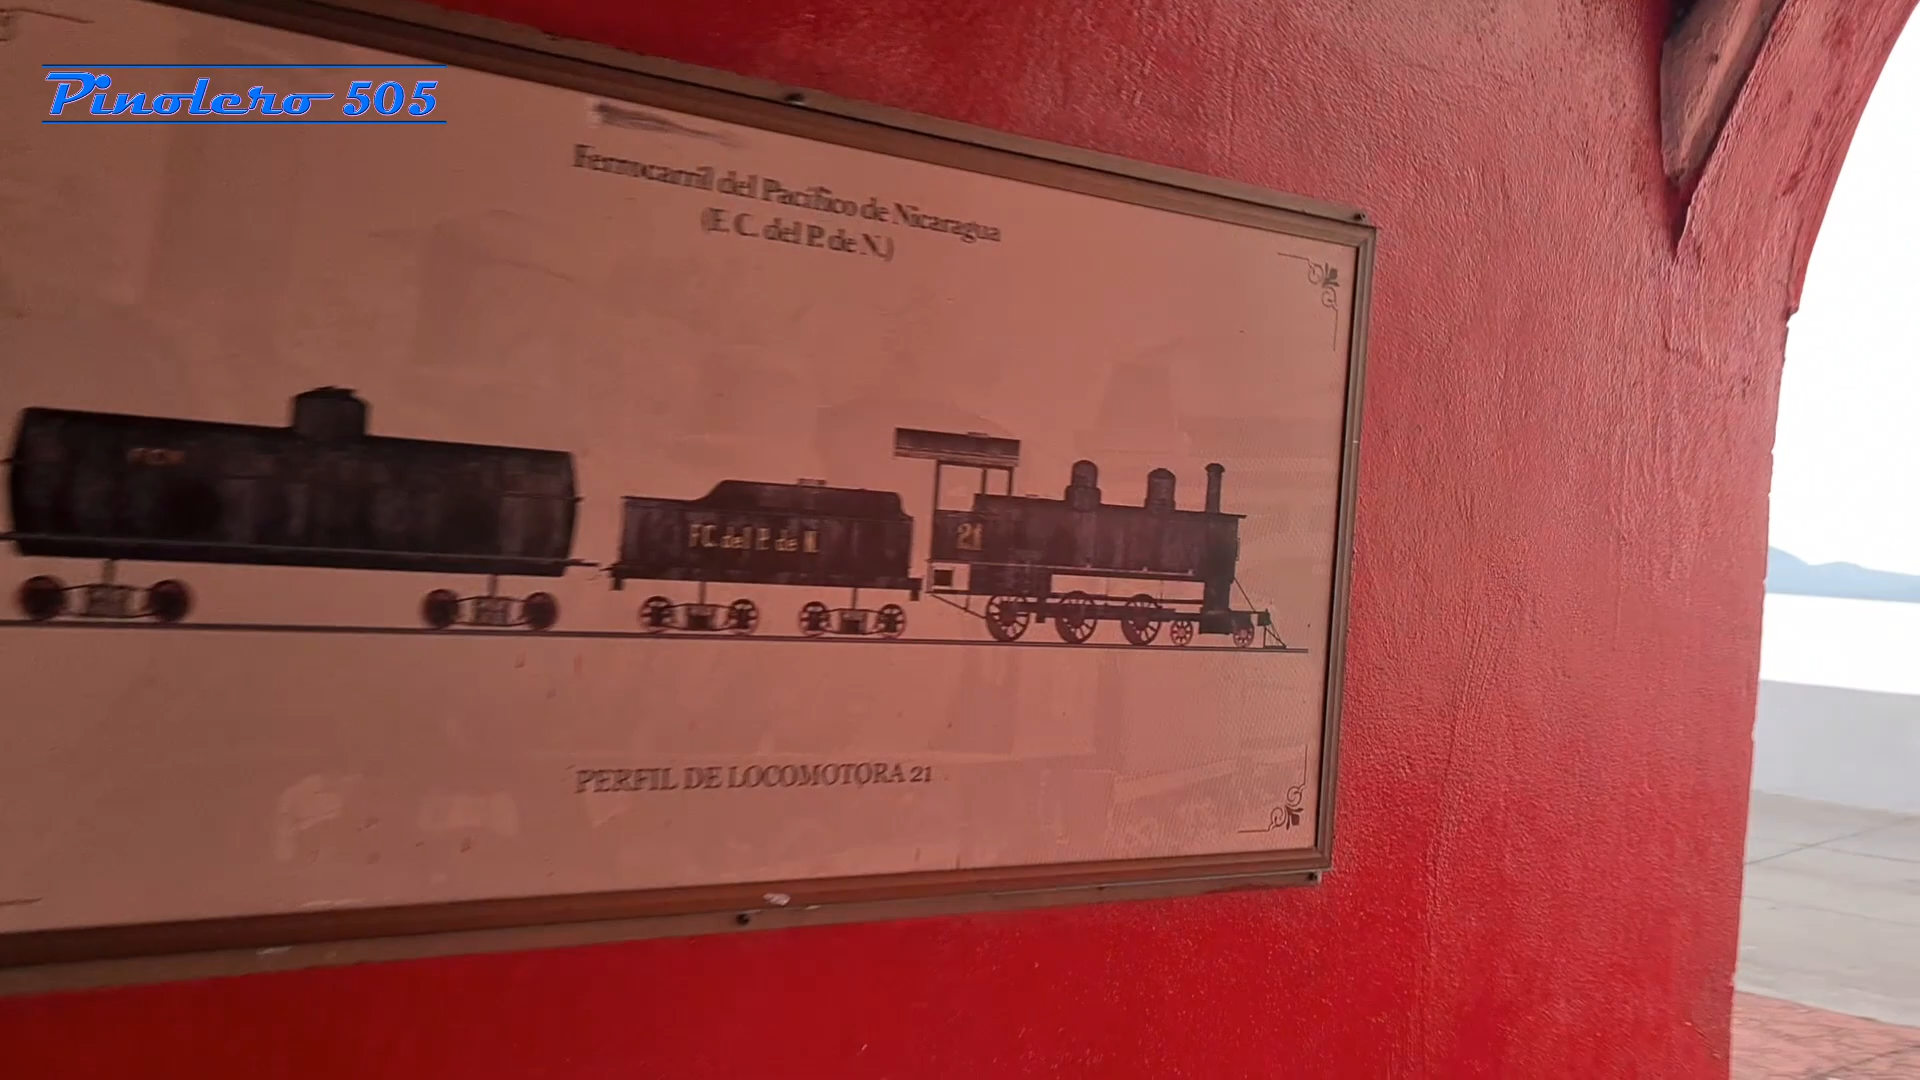 Pinolero 505
Ferrocarril del Pacífico de Nicaragua
(F. C. del P. de N.)
F.C. del P. de N.
21
PERFIL DE LOCOMOTORA 21